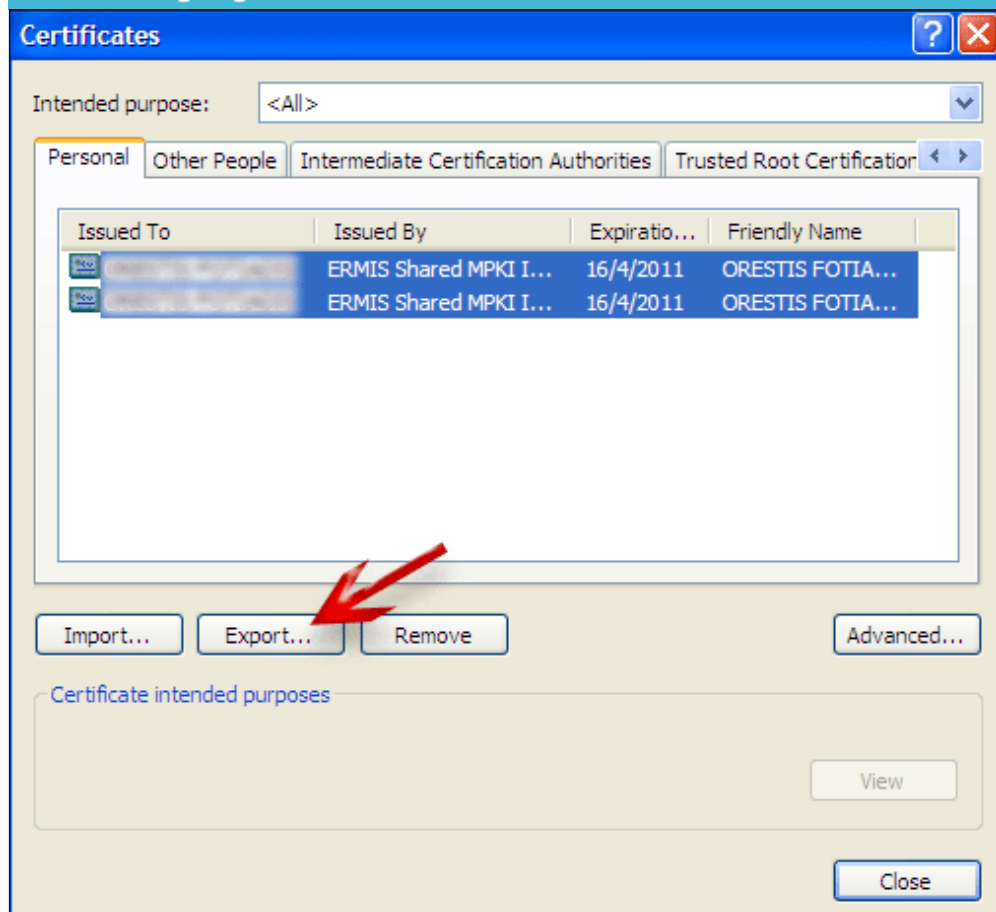 Certificates
Intended purpose: <All>
Personal Other People Intermediate Certification Authorities Trusted Root Certification
Issued To Issued By Expiratio... Friendly Name
ERMIS Shared MPKI I... 16/4/2011 ORESTIS FOTIA...
ERMIS Shared MPKI I... 16/4/2011 ORESTIS FOTIA...
Import... Export... Remove Advanced...
Certificate intended purposes
View
Close